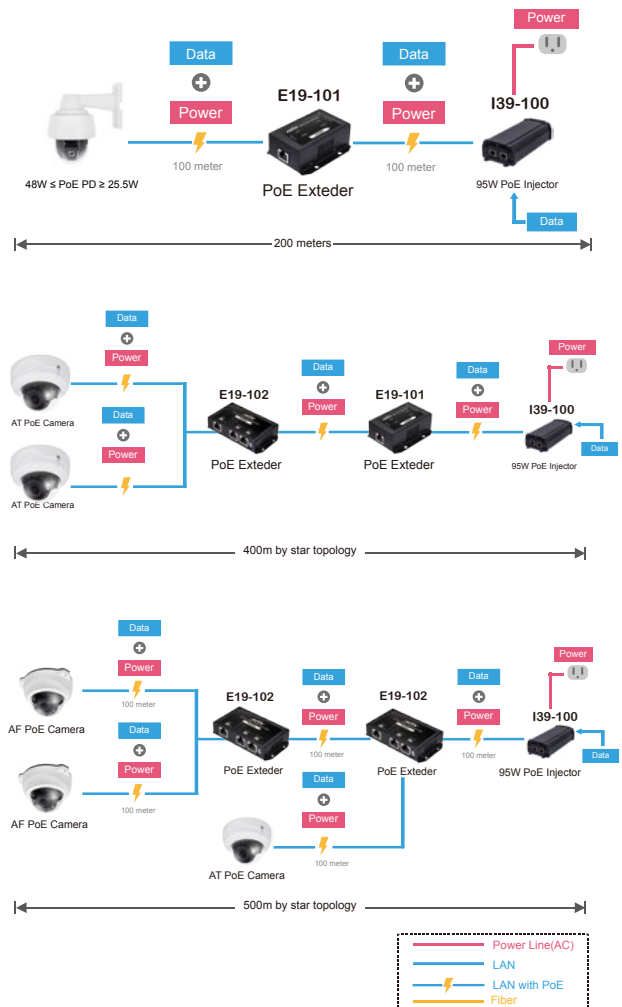 Power
Data
Data
E19-101
I39-100
Power
Power
100 meter
100 meter
48W ≤ PoE PD ≥ 25.5W
PoE Exteder
95W PoE Injector
Data
200 meters
Data
Power
Power
Data
Data
AT PoE Camera
Data
E19-102
Power
E19-101
Power
I39-100
Power
Data
PoE Exteder
PoE Exteder
95W PoE Injector
AT PoE Camera
400m by star topology
Data
Power
Power
Data
Data
100 meter
E19-102
Power
E19-102
Power
I39-100
AF PoE Camera
Data
100 meter
100 meter
Data
Power
PoE Exteder
Data
PoE Exteder
95W PoE Injector
100 meter
Power
AF PoE Camera
100 meter
AT PoE Camera
500m by star topology
Power Line(AC)
LAN
LAN with PoE
Fiber